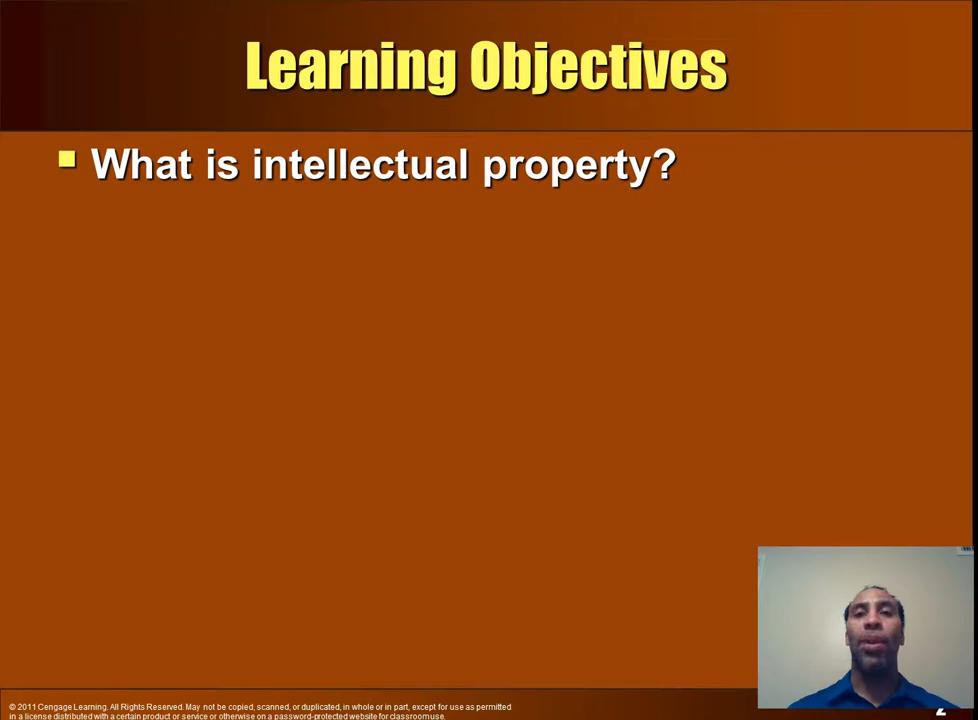 Learning Objectives
What is intellectual property?
© 2011 Cengage Learning. All Rights Reserved. May not be copied, scanned, or duplicated, in whole or in part, except for use as permitted
in a license distributed with a certain product or service or otherwise on a password-protected website for classroom use.
2